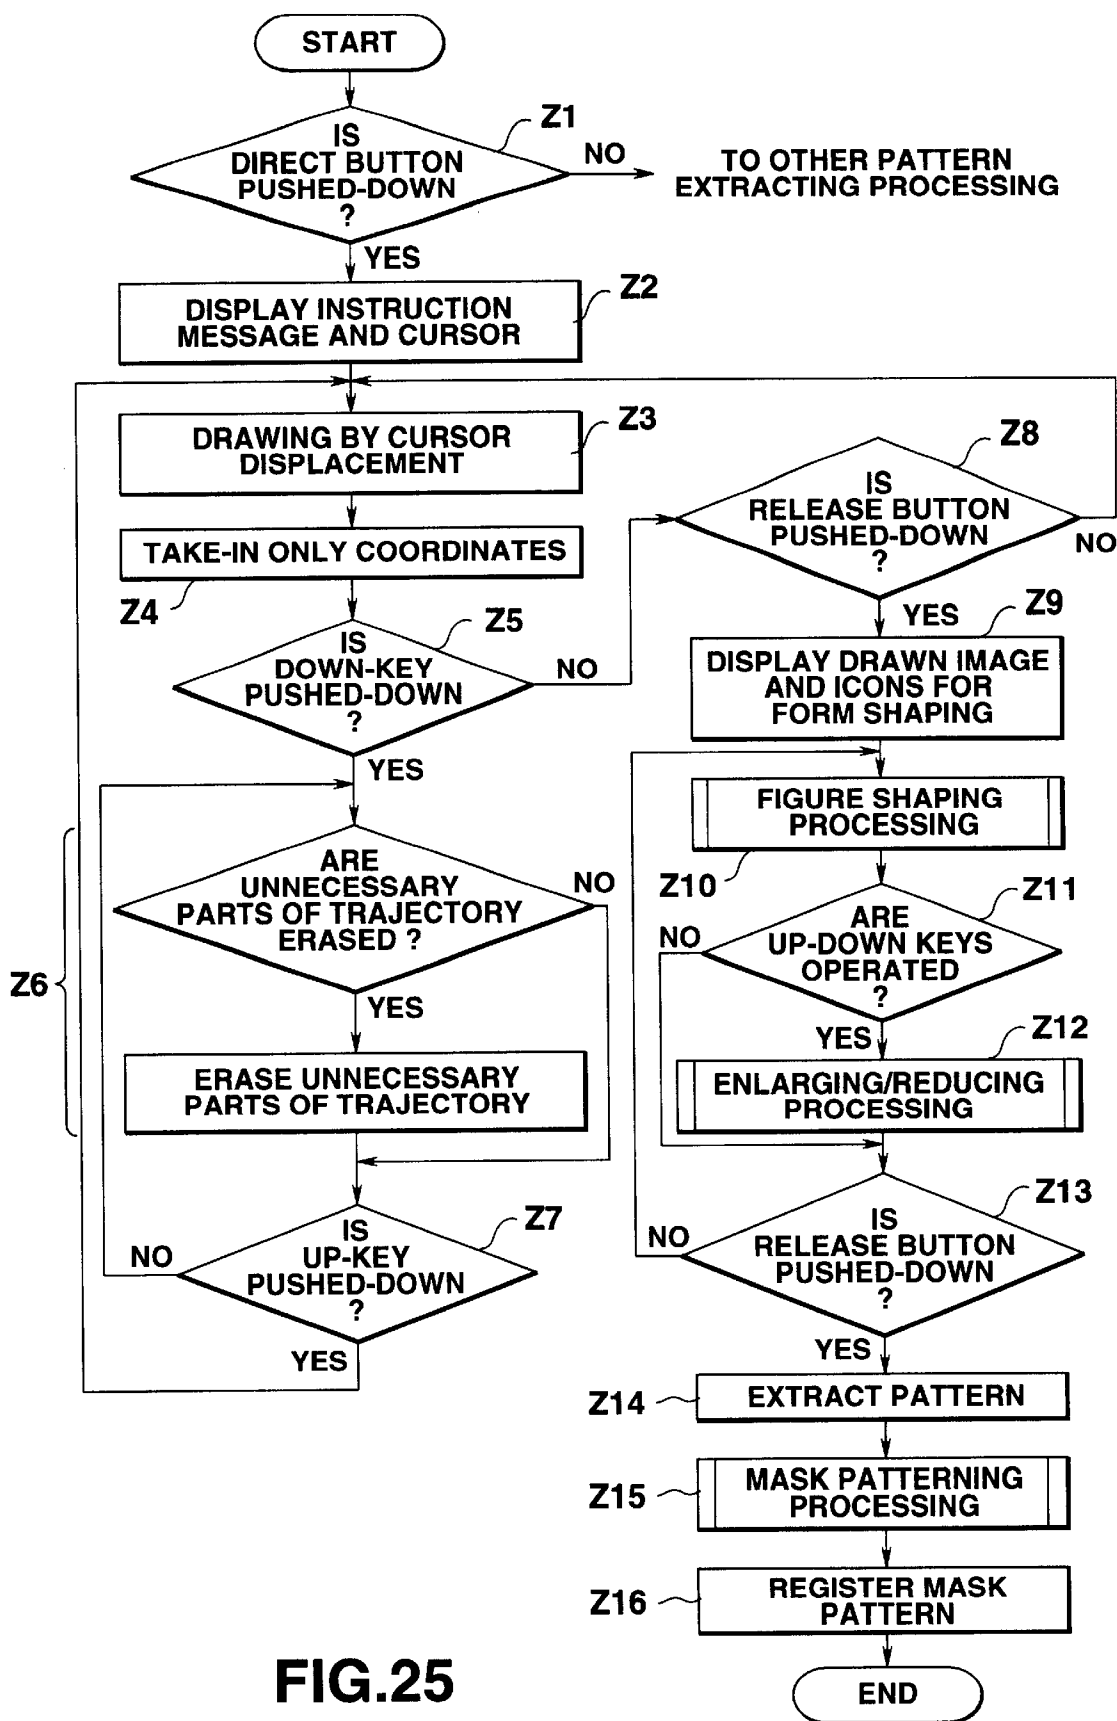 START
Z1
IS
DIRECT BUTTON
PUSHED-DOWN
?
NO
TO OTHER PATTERN
EXTRACTING PROCESSING
YES
Z2
DISPLAY INSTRUCTION
MESSAGE AND CURSOR
Z3
DRAWING BY CURSOR
DISPLACEMENT
TAKE-IN ONLY COORDINATES
Z4
Z5
IS
DOWN-KEY
PUSHED-DOWN
?
NO
YES
Z6
ARE
UNNECESSARY
PARTS OF TRAJECTORY
ERASED ?
NO
YES
ERASE UNNECESSARY
PARTS OF TRAJECTORY
Z7
IS
UP-KEY
PUSHED-DOWN
?
NO
YES
Z8
IS
RELEASE BUTTON
PUSHED-DOWN
?
NO
YES
Z9
DISPLAY DRAWN IMAGE
AND ICONS FOR
FORM SHAPING
FIGURE SHAPING
PROCESSING
Z10
Z11
ARE
UP-DOWN KEYS
OPERATED
?
NO
YES
Z12
ENLARGING/REDUCING
PROCESSING
Z13
IS
RELEASE BUTTON
PUSHED-DOWN
?
NO
YES
Z14
EXTRACT PATTERN
Z15
MASK PATTERNING
PROCESSING
Z16
REGISTER MASK
PATTERN
END
FIG.25